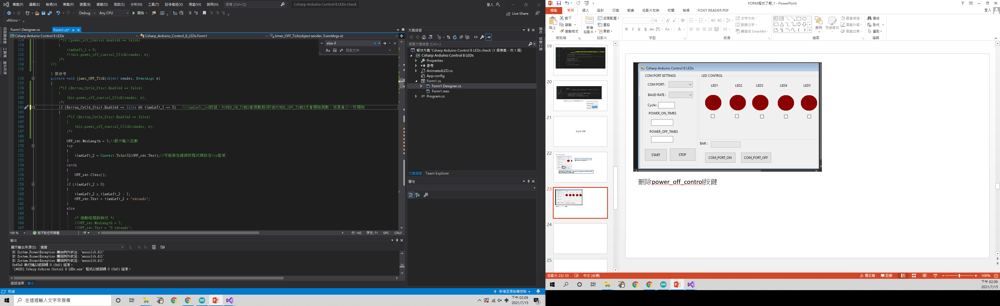 檔案(F) 編輯(E) 檢視(V) 專案(P) 建置(B) 偵錯(D) 測試(S) 分析(N) 工具(T) 延伸模組(X) 視窗(W) 說明(H) 搜尋 (Ctrl+Q) Csharp Arduino Control 8 LEDs check 登入
Debug Any CPU 開始 Live Share
vMicro
Form1.Designer.cs Form1.cs*
Csharp Arduino Control 8 LEDs Csharp_Arduino_Control_8_LEDs.Form1 timer_OFF_Tick(object sender, EventArgs e)
else if
Aa Ab 目前文件
129 /*if (power_off_control.Enabled == false)
130 {
131 timeLeft_1 = 0;
132 //this.power_off_control_Click(sender, e);
133 }*/
134 //}
135
1 個參考
136 private void timer_OFF_Tick(object sender, EventArgs e)
137 {
138 /*if (Button_Cycle_Start.Enabled == false)
139 {
140 this.power_off_control_Click(sender, e);
141 }*/
142 if (Button_Cycle_Start.Enabled == false && timeLeft_1 == 0) //timeLeft_1=0的話，POWER_ON_TIMES會倒數到0秒後POWER_OFF_TIMES才會開始倒數，但是會少一秒開始
143 {
144 /*if (Button_Cycle_Start.Enabled == false)
145 {
146 this.power_off_control_Click(sender, e);
147 }*/
148
149 OFF_sec.MaxLength = 3;//最大輸入位數
150 try
151 {
152 timeLeft_2 = Convert.ToInt32(OFF_sec.Text);//可能發生錯誤的程式碼放在try區域
153 }
154 catch
155 {
156 OFF_sec.Clear();
157 }
158 if (timeLeft_2 > 0)
159 {
160 timeLeft_2 = timeLeft_2 - 1;
161 OFF_sec.Text = timeLeft_2 + "seconds";
162 }
163 else
164 {
165 /* 倒數時間到執行 */
166 //OFF_sec.MaxLength = 3;
167 //OFF_sec.Text = "0 seconds";
100 % 找不到任何問題 行: 142 字元: 71 SPC CRLF
輸出
顯示輸出來源(S): 偵錯
於 System.FormatException 擲回例外狀況: 'mscorlib.dll'
於 System.FormatException 擲回例外狀況: 'mscorlib.dll'
於 System.FormatException 擲回例外狀況: 'mscorlib.dll'
0x45a0 執行緒以返回碼 0 (0x0) 結束。
'[4620] Csharp Arduino Control 8 LEDs.exe' 程式以返回碼 0 (0x0) 結束。
錯誤清單 輸出
就緒 新增至原始檔控制
在這裡輸入文字來搜尋
中 下午 02:09
2021/7/15
3
方案總管
搜尋方案總管 (Ctrl+;)
解決方案 'Csharp Arduino Control 8 LEDs check' (1 個專案，共 1 個)
Csharp Arduino Control 8 LEDs
Properties
參考
AnimatedLED.cs
App.config
Form1.cs
Form1.Designer.cs
Form1.resx
Program.cs
方案總管 Team Explorer
屬性
伺服器總管
工具箱
資料來源
通知
診斷工具
FORM程式了解_1 - PowerPoint
檔案 常用 插入 設計 切換 動畫 投影片放映 校閱 檢視 FOXIT READER PDF 登入
貼上
剪下
複製
複製格式
剪貼簿
新增
投影片
版面配置
重設
章節
投影片
18
B I U S abc AV Aa A
字型
文字方向
對齊文字
轉換成 SmartArt
段落
排列
快速樣式
圖案填滿
圖案外框
圖案效果
繪圖
尋找
取代
選取
編輯
19
20
21
Cycle SW
22
23
24
25
Csharp Arduino Control 8 LEDs
COM PORT SETTINGS
COM PORT :
BAUD RATE :
Cycle :
POWER_ON_TIMES
POWER_OFF_TIMES
START STOP
LED CONTROL
LED1 LED2 LED3 LED4 LED5
BAR :
COM_PORT_ON COM_PORT_OFF
刪除power_off_control按鍵
投影片 23/ 33 中文 (台灣) 備忘稿 註解 100%
下午 02:09
2021/7/15